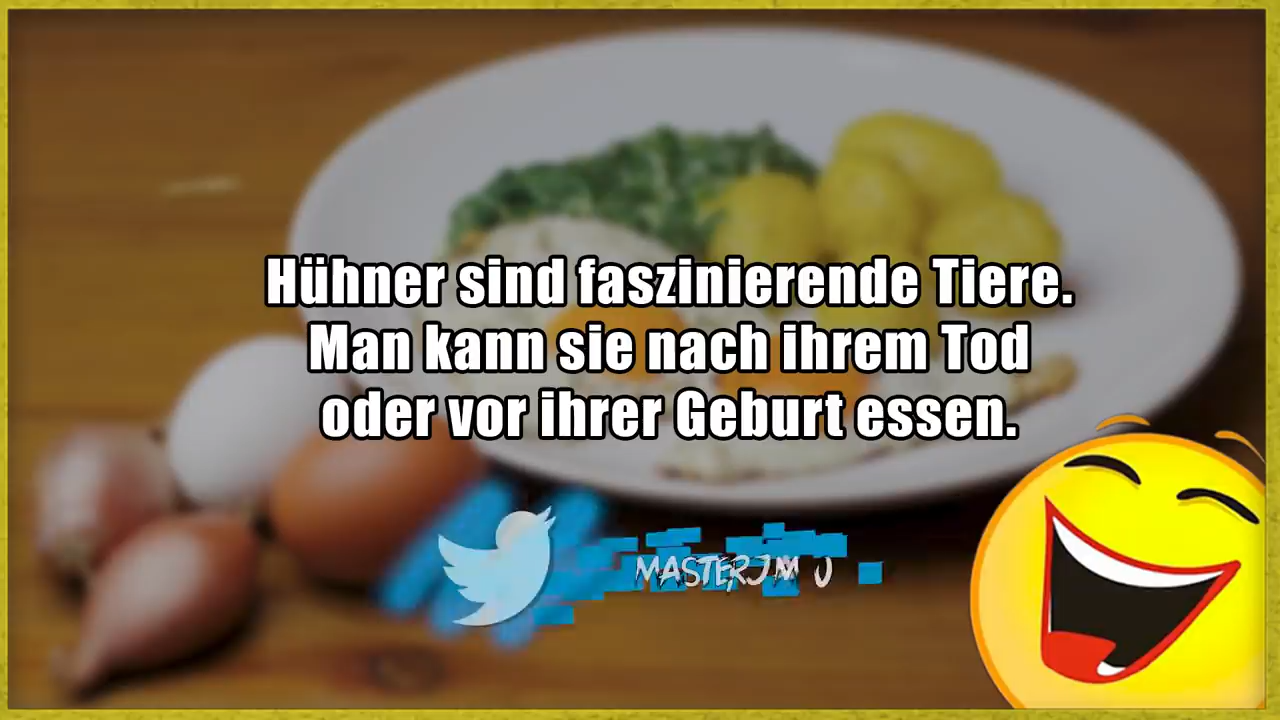 Hühner sind faszinierende Tiere.
Man kann sie nach ihrem Tod
oder vor ihrer Geburt essen.